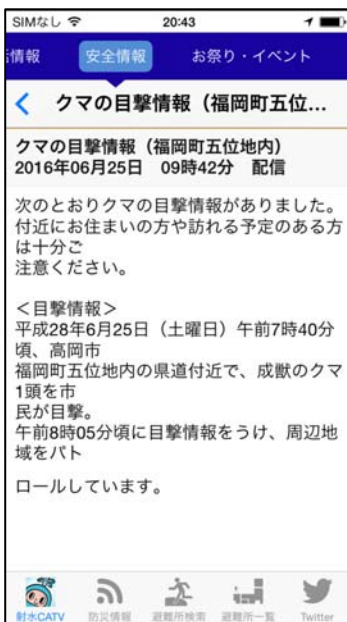 SIMなし 20:43
情報 安全情報 お祭り・イベント
クマの目撃情報（福岡町五位...
クマの目撃情報（福岡町五位地内）
2016年06月25日　09時42分　配信
次のとおりクマの目撃情報がありました。
付近にお住まいの方や訪れる予定のある方
は十分ご
注意ください。
＜目撃情報＞
平成28年6月25日（土曜日）午前7時40分
頃、高岡市
福岡町五位地内の県道付近で、成獣のクマ
1頭を市
民が目撃。
午前8時05分頃に目撃情報をうけ、周辺地
域をパト
ロールしています。
射水CATV 防災情報 避難所検索 避難所一覧 Twitter